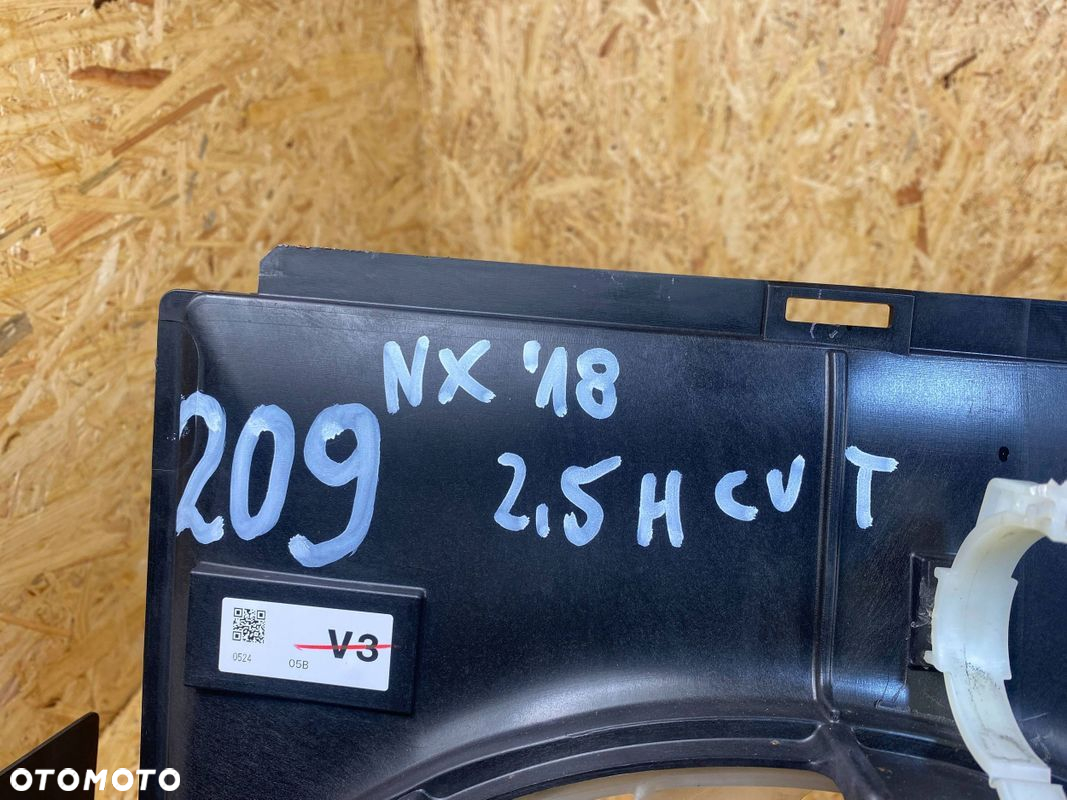 NX '18
209
2.5 H CVT
V3
0524 05B
OTOMOTO